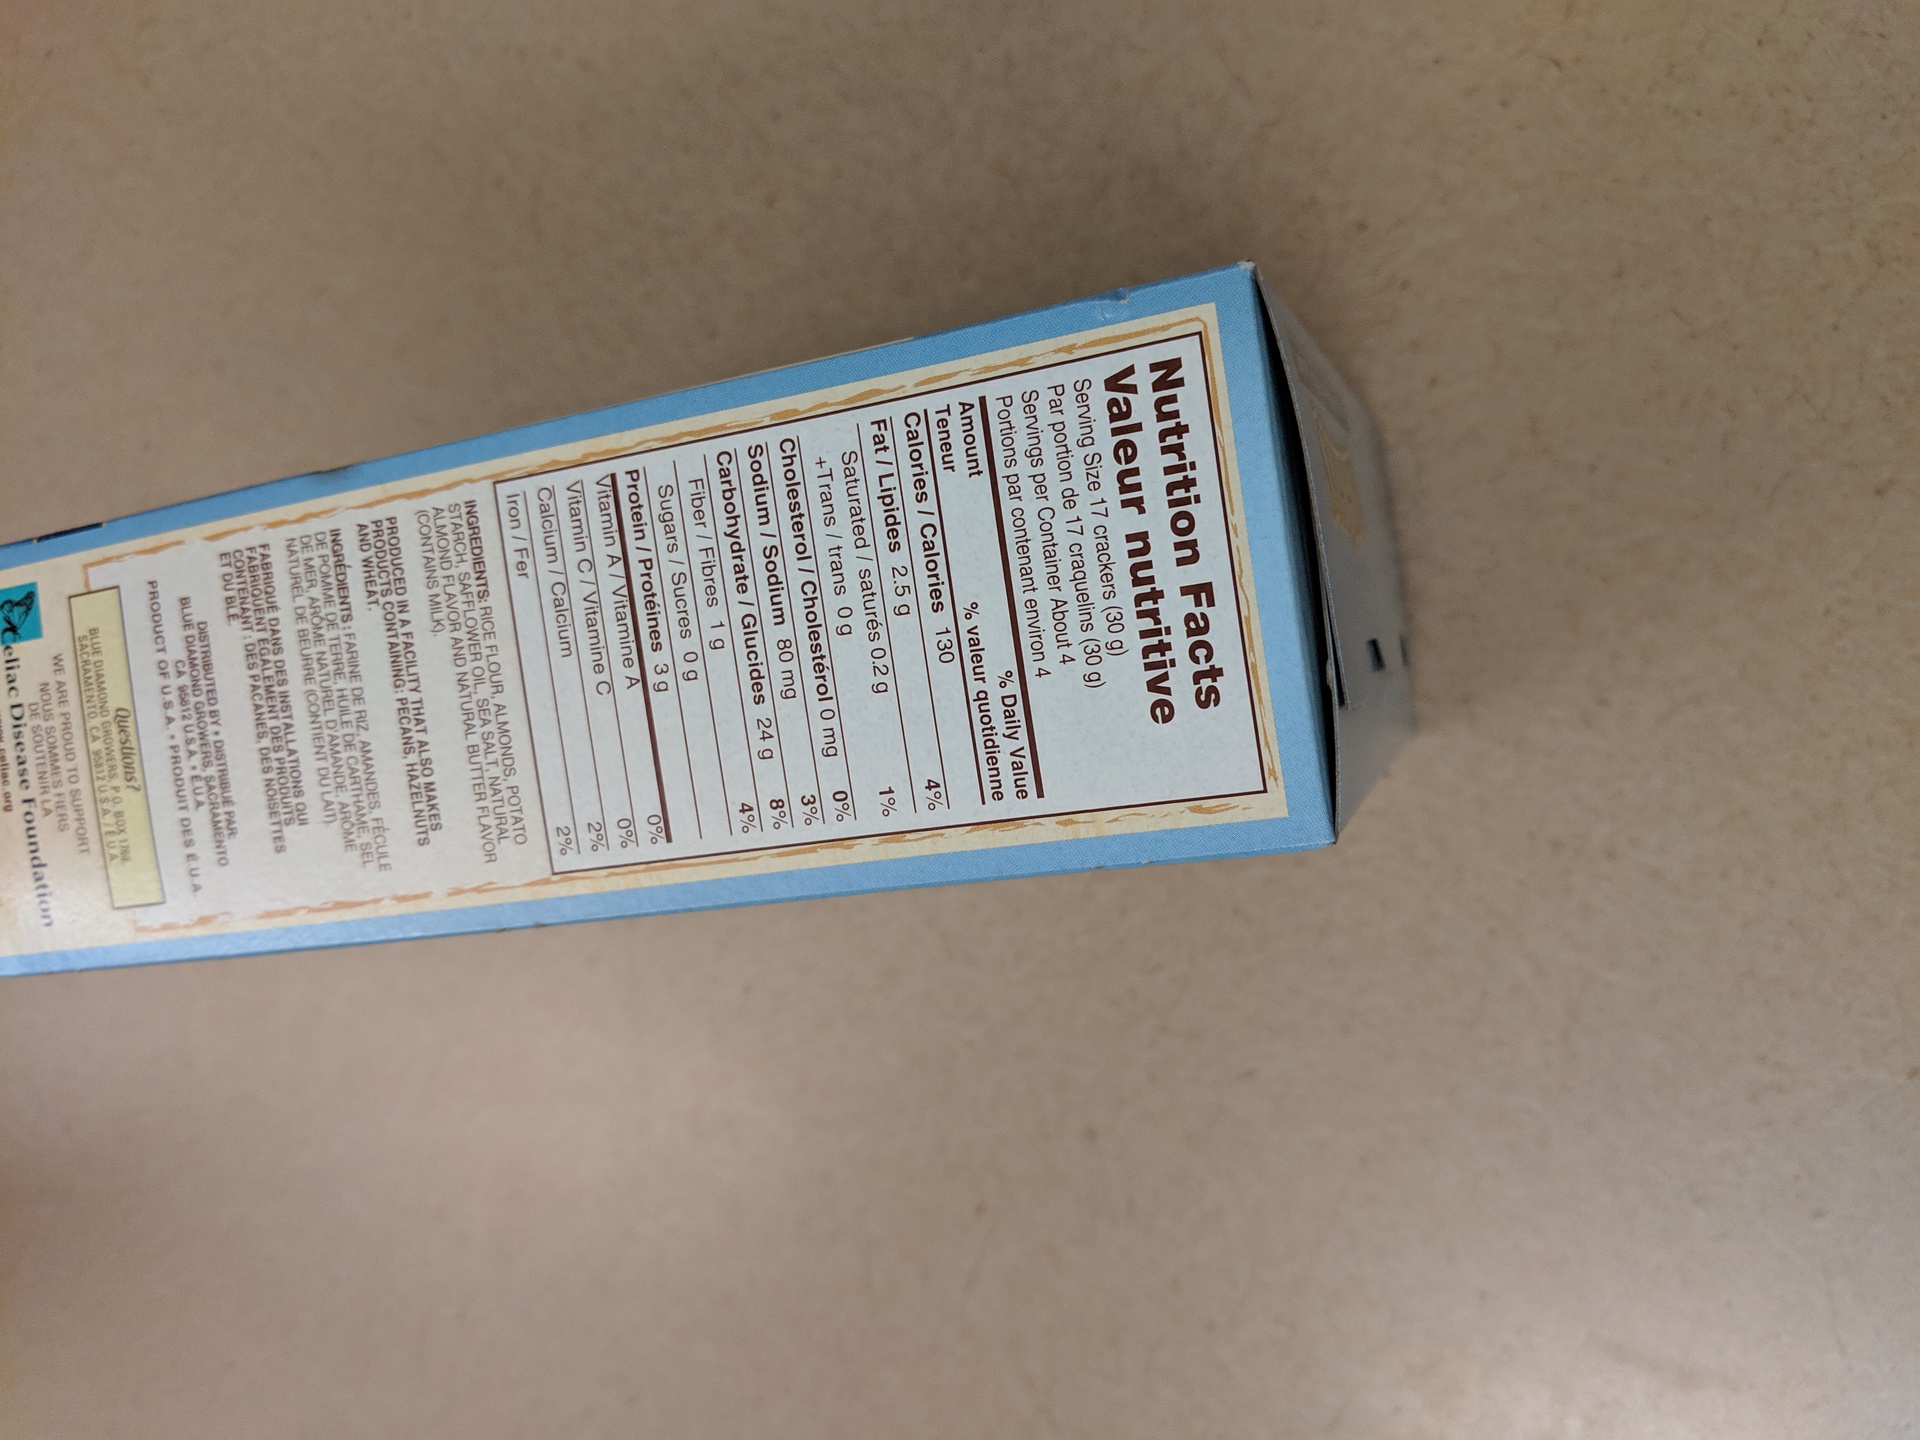 Nutrition Facts
Valeur nutritive
Serving Size 17 crackers (30 g)
Par portion de 17 craquelins (30 g)
Servings per Container About 4
Portions par contenant environ 4
Amount % Daily Value
Teneur % valeur quotidienne
Calories / Calories 130
Fat / Lipides 2.5 g 4%
Saturated / saturés 0.2 g
+Trans / trans 0 g 1%
Cholesterol / Cholestérol 0 mg 0%
Sodium / Sodium 80 mg 3%
Carbohydrate / Glucides 24 g 8%
Fiber / Fibres 1 g 4%
Sugars / Sucres 0 g
Protein / Protéines 3 g
Vitamin A / Vitamine A 0%
Vitamin C / Vitamine C 0%
Calcium / Calcium 2%
Iron / Fer 2%
INGREDIENTS: RICE FLOUR, ALMONDS, POTATO
STARCH, SAFFLOWER OIL, SEA SALT, NATURAL
ALMOND FLAVOR AND NATURAL BUTTER FLAVOR
(CONTAINS MILK).
PRODUCED IN A FACILITY THAT ALSO MAKES
PRODUCTS CONTAINING: PECANS, HAZELNUTS
AND WHEAT.
INGRÉDIENTS : FARINE DE RIZ, AMANDES, FÉCULE
DE POMME DE TERRE, HUILE DE CARTHAME, SEL
DE MER, ARÔME NATUREL D'AMANDE, ARÔME
NATUREL DE BEURRE (CONTIENT DU LAIT).
FABRIQUÉ DANS DES INSTALLATIONS QUI
FABRIQUENT ÉGALEMENT DES PRODUITS
CONTENANT : DES PACANES, DES NOISETTES
ET DU BLÉ.
DISTRIBUTED BY • DISTRIBUÉ PAR:
BLUE DIAMOND GROWERS, SACRAMENTO
CA 95812 U.S.A. • É.U.A.
PRODUCT OF U.S.A. • PRODUIT DES É.U.A.
Questions?
BLUE DIAMOND GROWERS, P.O. BOX 1768,
SACRAMENTO, CA 95812 U.S.A. / É.U.A.
WE ARE PROUD TO SUPPORT
NOUS SOMMES FIERS
DE SOUTENIR LA
Celiac Disease Foundation
www.celiac.org